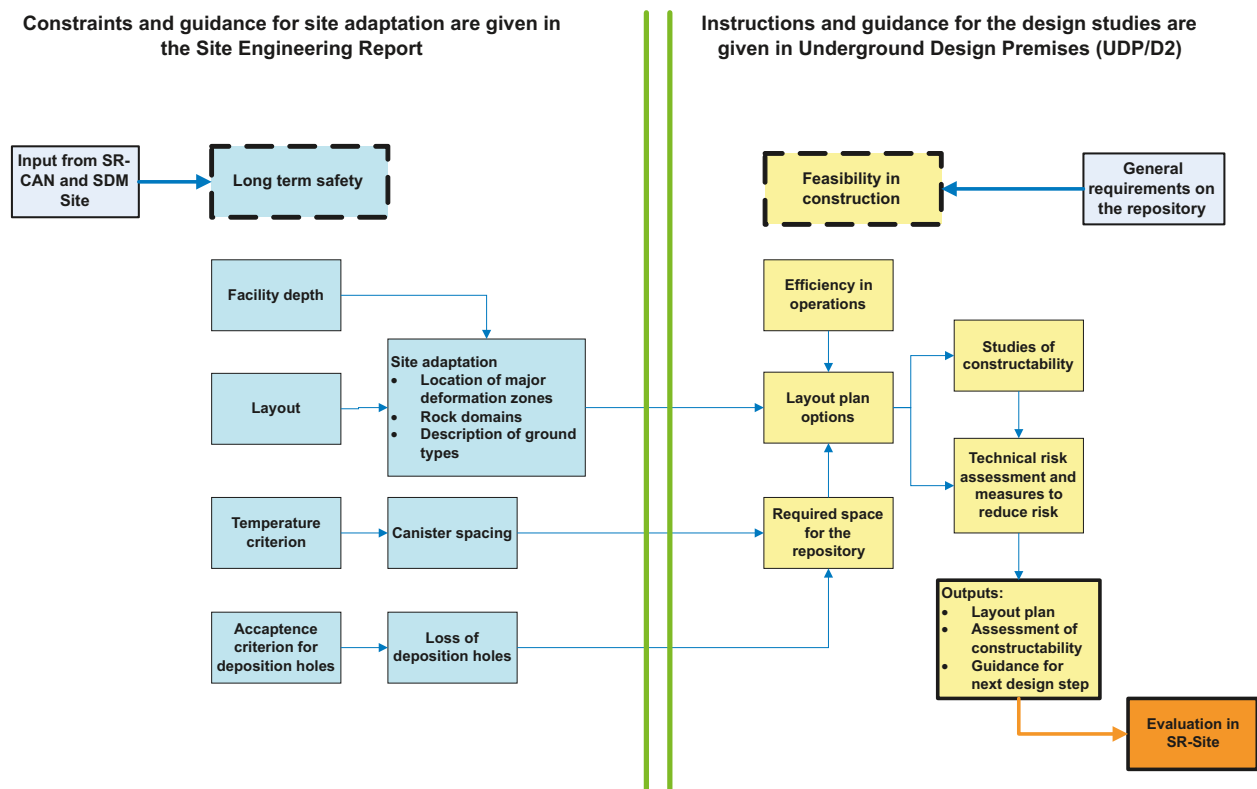 Constraints and guidance for site adaptation are given in
the Site Engineering Report
Instructions and guidance for the design studies are
given in Underground Design Premises (UDP/D2)
Input from SR-
CAN and SDM
Site
Long term safety
Feasibility in
construction
General
requirements on
the repository
Facility depth
Efficiency in
operations
Site adaptation
• Location of major
deformation zones
• Rock domains
• Description of ground
types
Layout
Layout plan
options
Studies of
constructability
Technical risk
assessment and
measures to
reduce risk
Temperature
criterion
Canister spacing
Required space
for the
repository
Accaptence
criterion for
deposition holes
Loss of
deposition holes
Outputs:
• Layout plan
• Assessment of
constructability
• Guidance for
next design step
Evaluation in
SR-Site